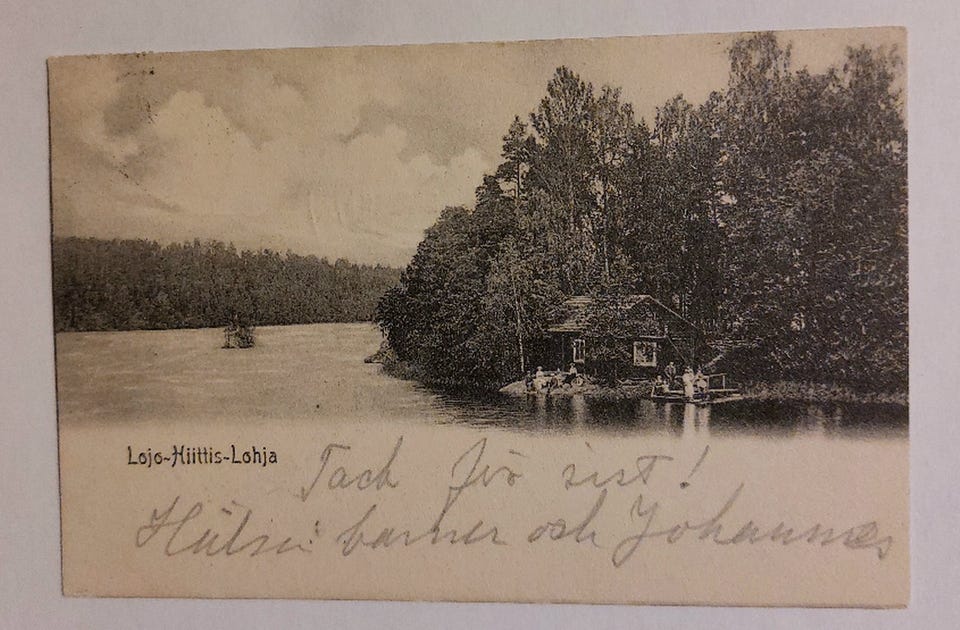 Lojo-Hiittis-Lohja
Tack för sist!
Hälsa barnen och Johannes